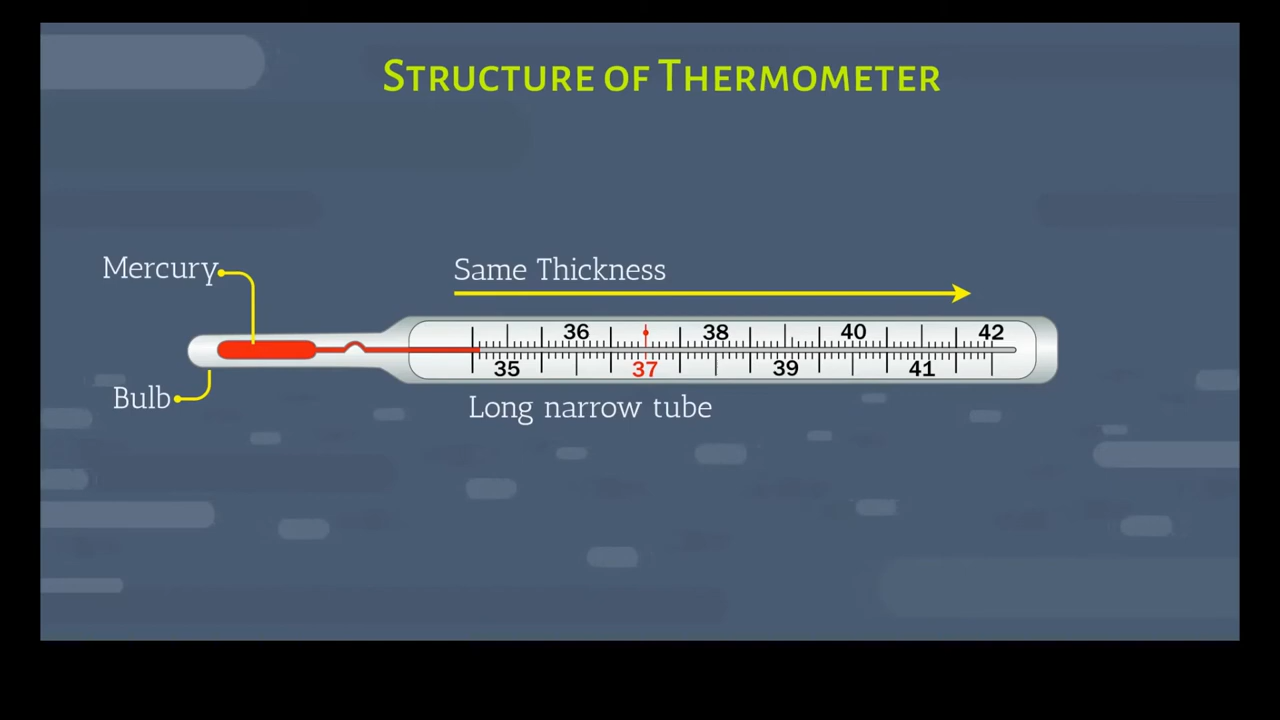 STRUCTURE OF THERMOMETER
Mercury
Same Thickness
36 38 40 42
35 37 39 41
Bulb
Long narrow tube